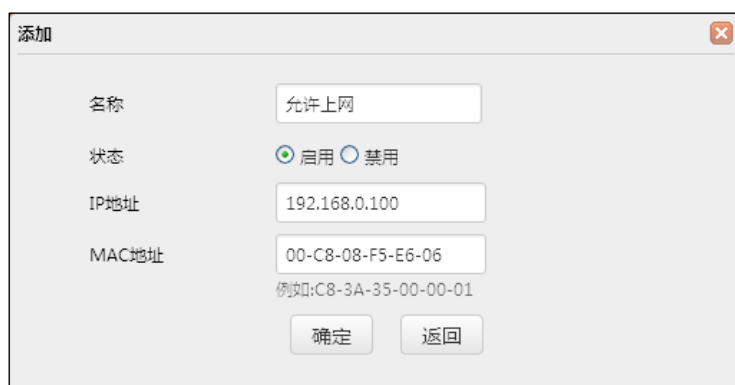 添加
名称 允许上网
状态 启用 禁用
IP地址 192.168.0.100
MAC地址 00-C8-08-F5-E6-06
例如:C8-3A-35-00-00-01
确定 返回